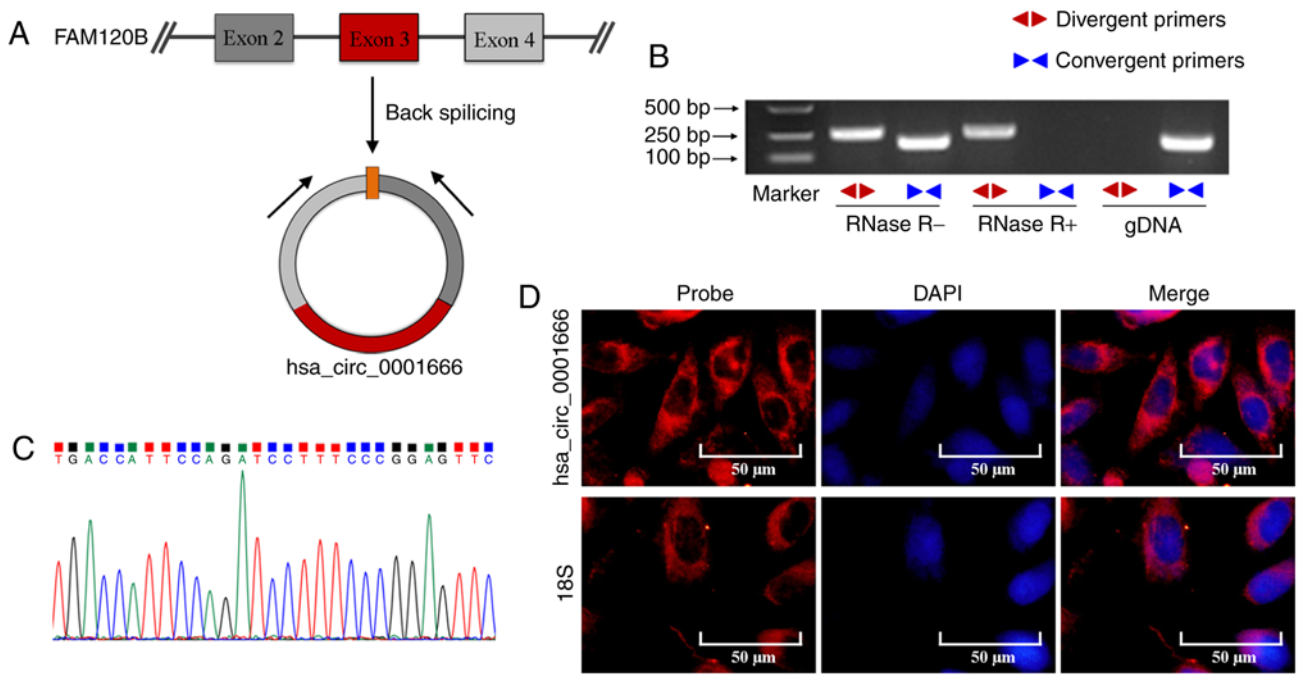 A
FAM120B
Exon 2
Exon 3
Exon 4
Back spilicing
hsa_circ_0001666
Divergent primers
Convergent primers
B
500 bp
250 bp
100 bp
Marker
RNase R−
RNase R+
gDNA
C
TGACCATTCCAGATCCTTTCCCGGAGTTC
D
Probe
DAPI
Merge
hsa_circ_0001666
50 µm
50 µm
50 µm
18S
50 µm
50 µm
50 µm